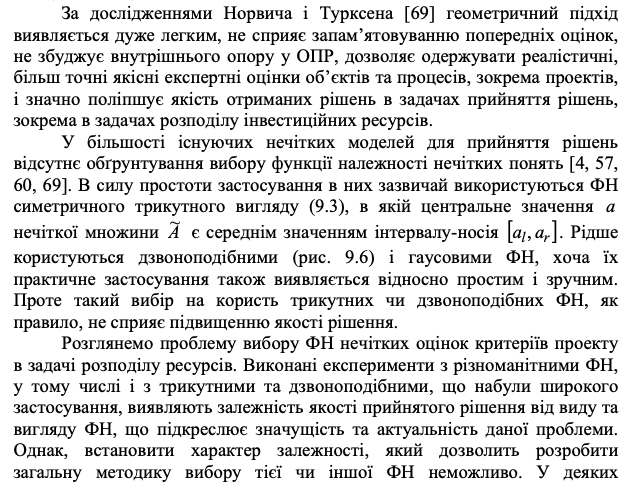 За дослідженнями Норвича і Турксена [69] геометричний підхід
виявляється дуже легким, не сприяє запам’ятовуванню попередніх оцінок,
не збуджує внутрішнього опору у ОПР, дозволяє одержувати реалістичні,
більш точні якісні експертні оцінки об’єктів та процесів, зокрема проектів,
і значно поліпшує якість отриманих рішень в задачах прийняття рішень,
зокрема в задачах розподілу інвестиційних ресурсів.
У більшості існуючих нечітких моделей для прийняття рішень
відсутнє обґрунтування вибору функції належності нечітких понять [4, 57,
60, 69]. В силу простоти застосування в них зазвичай використуються ФН
симетричного трикутного вигляду (9.3), в якій центральне значення a
нечіткої множини Ã є середнім значенням інтервалу-носія [aₗ, aᵣ]. Рідше
користуються дзвоноподібними (рис. 9.6) і гаусовими ФН, хоча їх
практичне застосування також виявляється відносно простим і зручним.
Проте такий вибір на користь трикутних чи дзвоноподібних ФН, як
правило, не сприяє підвищенню якості рішення.
Розглянемо проблему вибору ФН нечітких оцінок критеріїв проекту
в задачі розподілу ресурсів. Виконані експерименти з різноманітними ФН,
у тому числі і з трикутними та дзвоноподібними, що набули широкого
застосування, виявляють залежність якості прийнятого рішення від виду та
вигляду ФН, що підкреслює значущість та актуальність даної проблеми.
Однак, встановити характер залежності, який дозволить розробити
загальну методику вибору тієї чи іншої ФН неможливо. У деяких